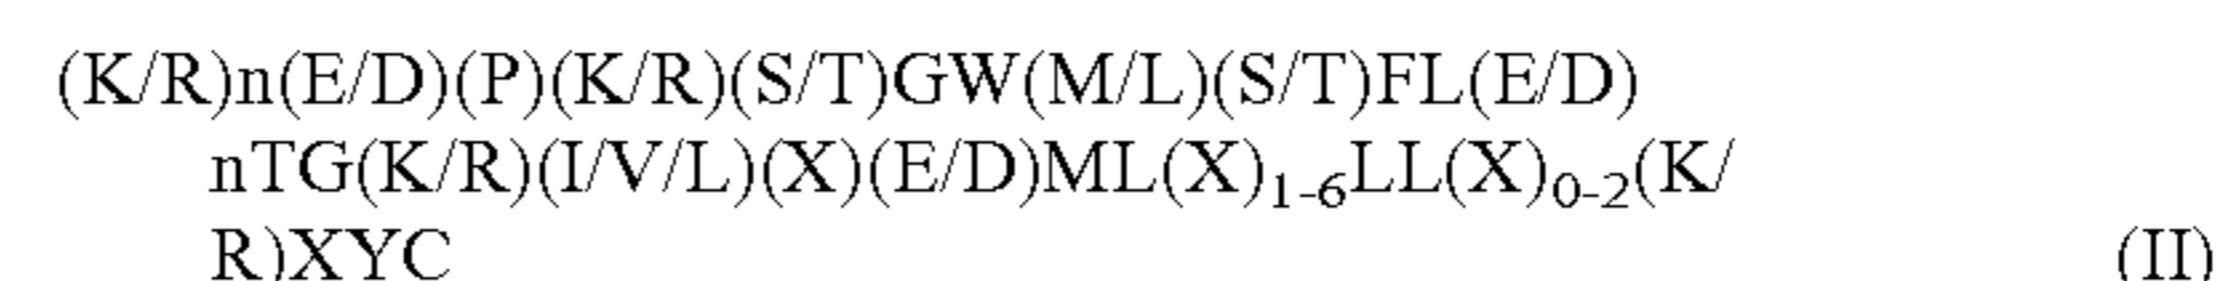 (K/R)n(E/D)(P)(K/R)(S/T)GW(M/L)(S/T)FL(E/D)
nTG(K/R)(I/V/L)(X)(E/D)ML(X)1-6LL(X)0-2(K/
R)XYC (II)